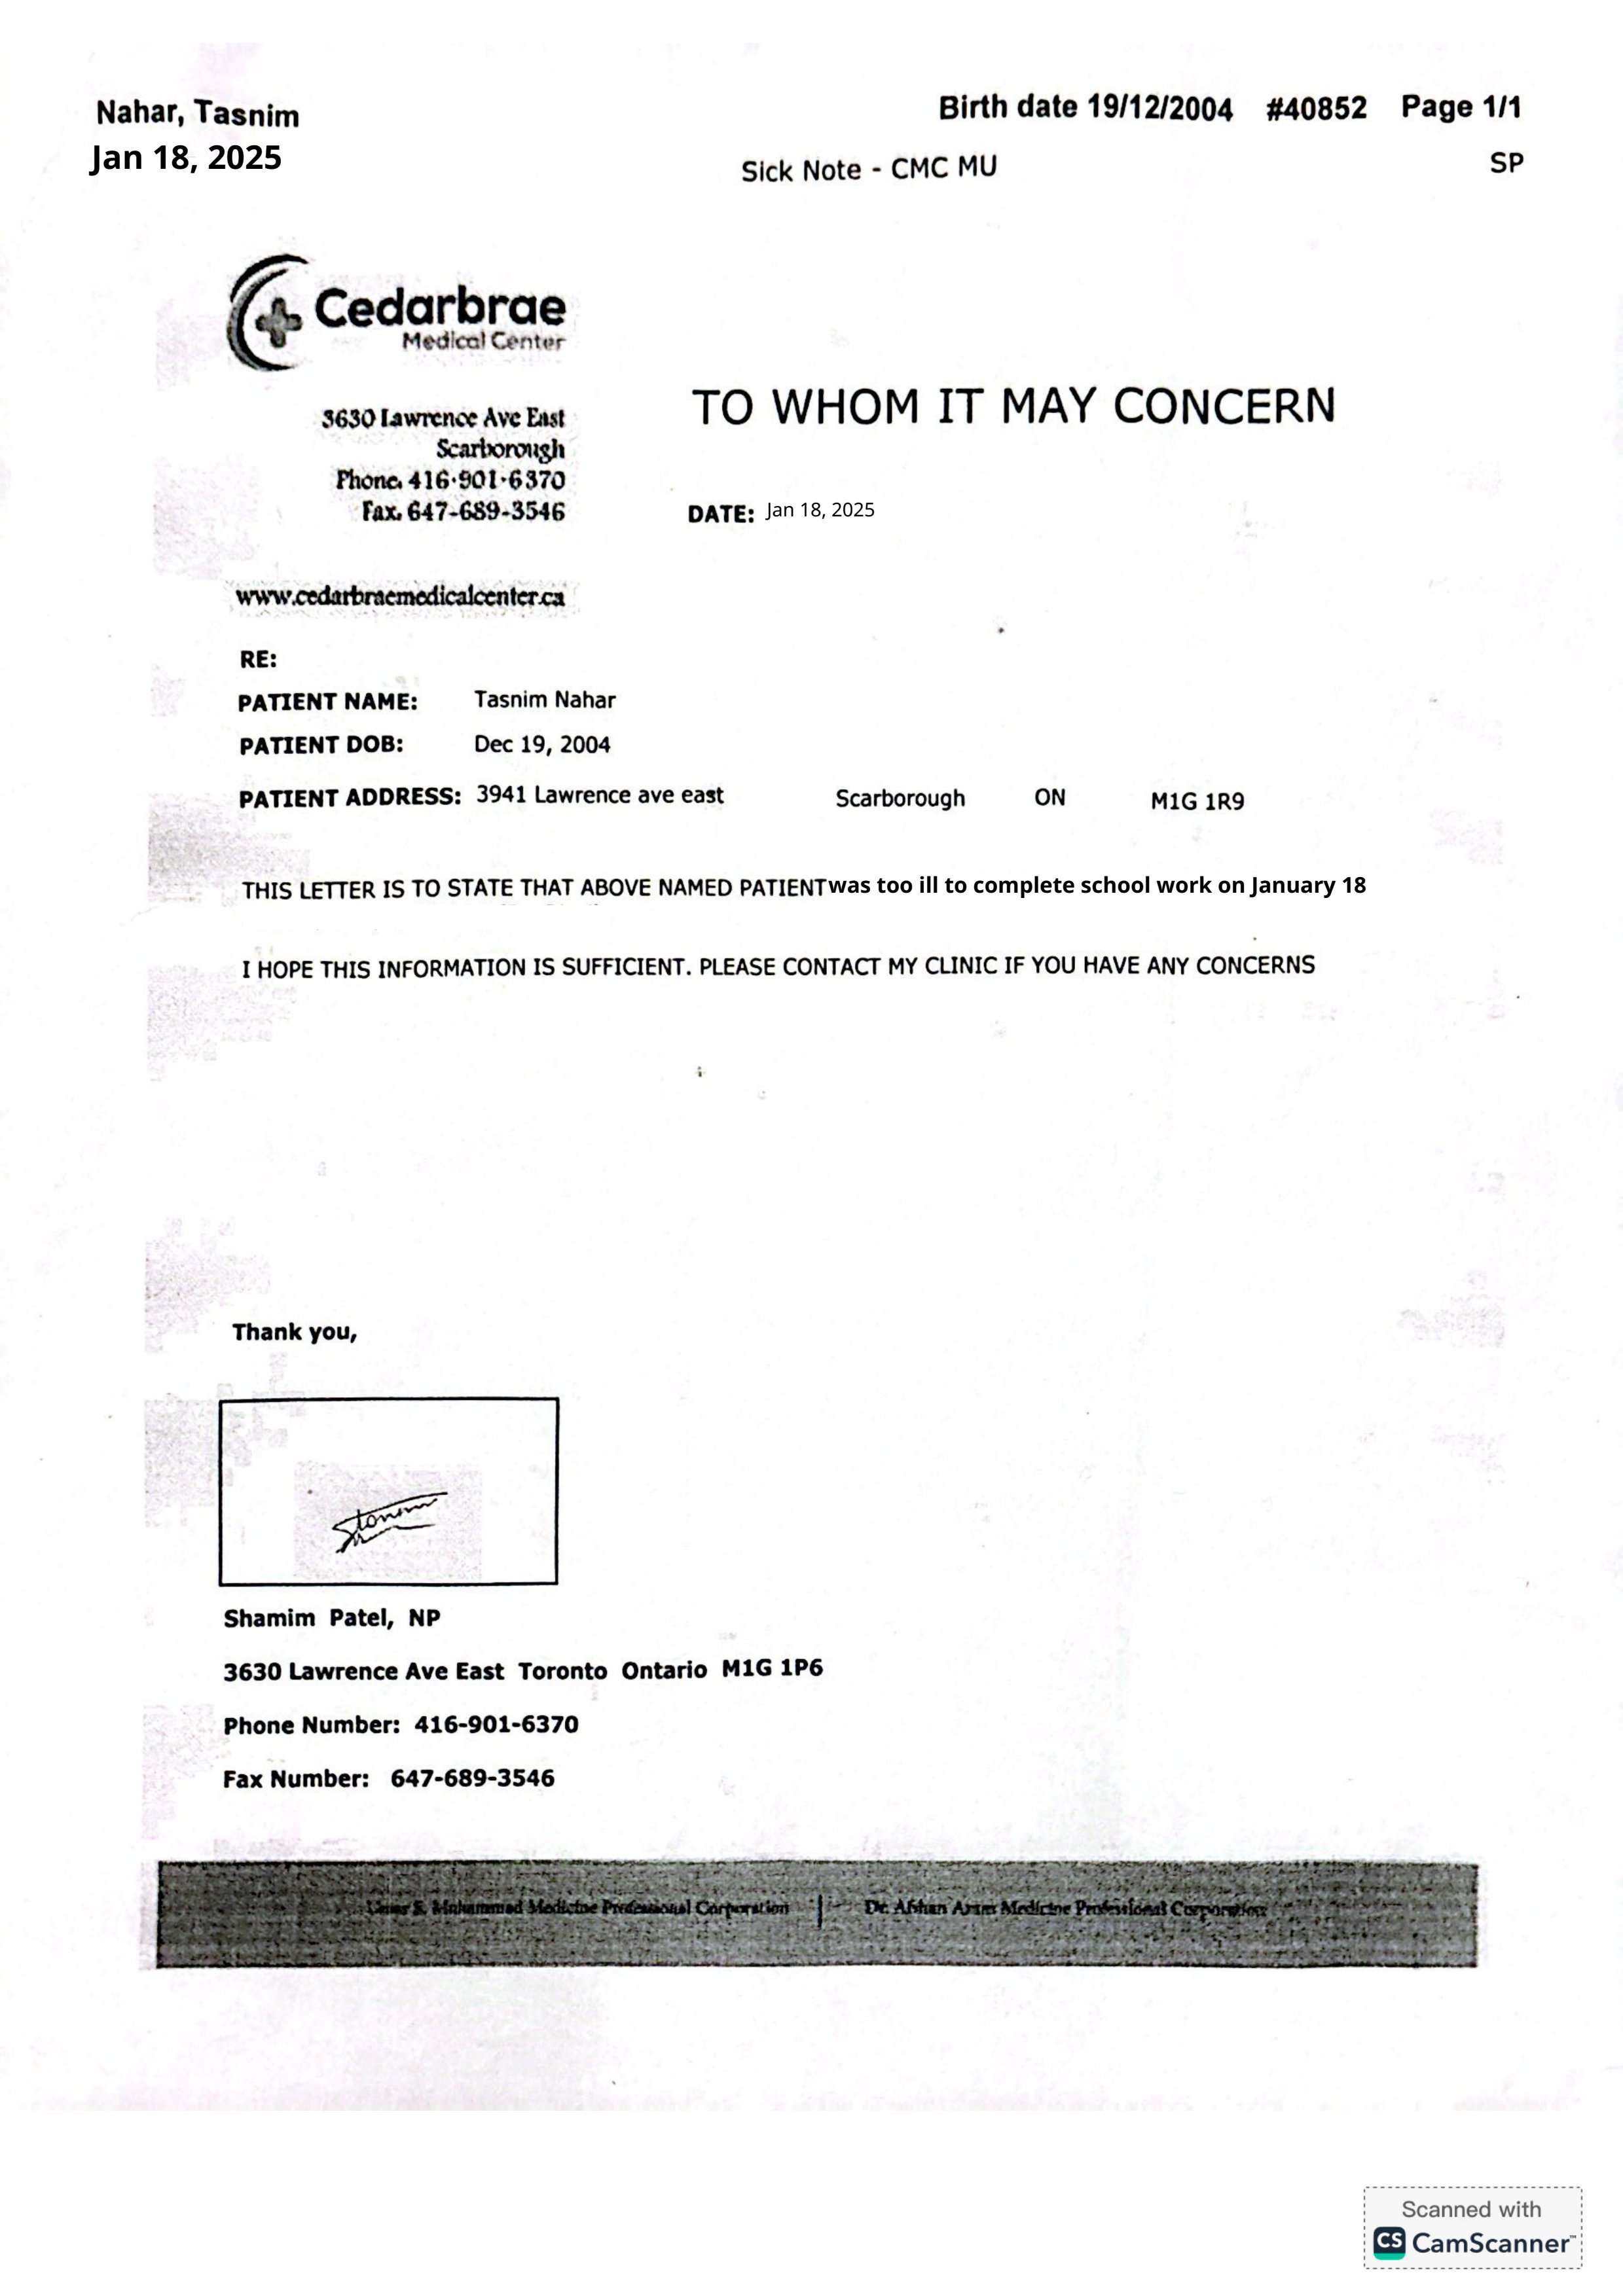 Nahar, Tasnim
Birth date 19/12/2004 #40852 Page 1/1
Jan 18, 2025
Sick Note - CMC MU
SP
Cedarbrae
Medical Center
TO WHOM IT MAY CONCERN
3630 Lawrence Ave East
Scarborough
Phone. 416-901-6370
Fax. 647-689-3546
DATE: Jan 18, 2025
www.cedarbraemedicalcenter.ca
RE:
PATIENT NAME: Tasnim Nahar
PATIENT DOB: Dec 19, 2004
PATIENT ADDRESS: 3941 Lawrence ave east Scarborough ON M1G 1R9
THIS LETTER IS TO STATE THAT ABOVE NAMED PATIENT was too ill to complete school work on January 18
I HOPE THIS INFORMATION IS SUFFICIENT. PLEASE CONTACT MY CLINIC IF YOU HAVE ANY CONCERNS
Thank you,
Shamim Patel, NP
3630 Lawrence Ave East Toronto Ontario M1G 1P6
Phone Number: 416-901-6370
Fax Number: 647-689-3546
Medicine Professional Corporation | Dr. Afshan Medicine Professional Corporation
Scanned with
CS CamScanner™